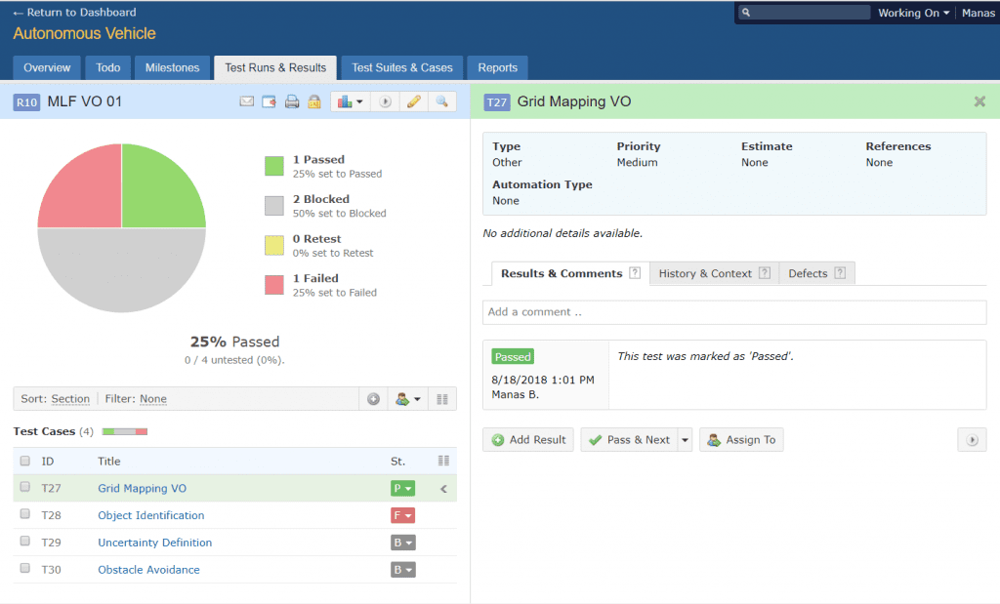 ← Return to Dashboard
Working On
Manas
Autonomous Vehicle
Overview
Todo
Milestones
Test Runs & Results
Test Suites & Cases
Reports
R10 MLF VO 01
1 Passed
25% set to Passed
2 Blocked
50% set to Blocked
0 Retest
0% set to Retest
1 Failed
25% set to Failed
25% Passed
0 / 4 untested (0%).
Sort: Section Filter: None
Test Cases (4)
ID Title St.
T27 Grid Mapping VO P
T28 Object Identification F
T29 Uncertainty Definition B
T30 Obstacle Avoidance B
T27 Grid Mapping VO
Type Priority Estimate References
Other Medium None None
Automation Type
None
No additional details available.
Results & Comments ? History & Context ? Defects ?
Add a comment ..
Passed
8/18/2018 1:01 PM
Manas B.
This test was marked as 'Passed'.
Add Result Pass & Next Assign To